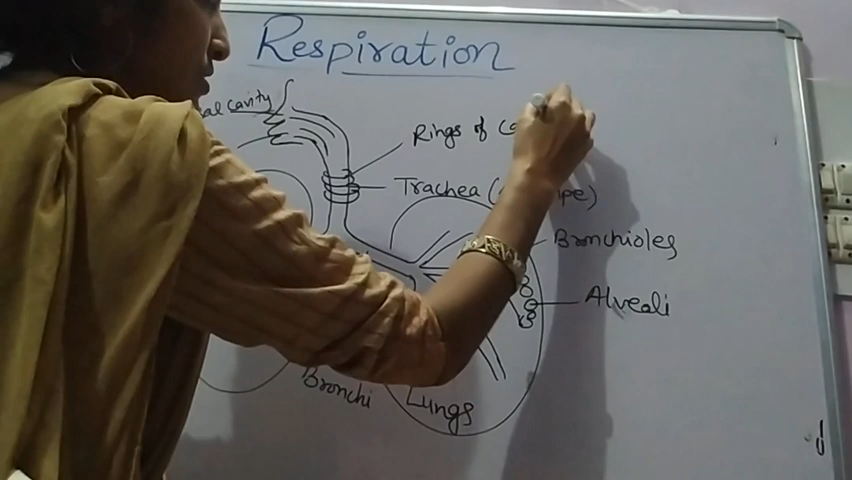 Respiration
al cavity
Rings of
Trachea (
pe)
Bronchioles
Alveoli
Bronchi
Lungs